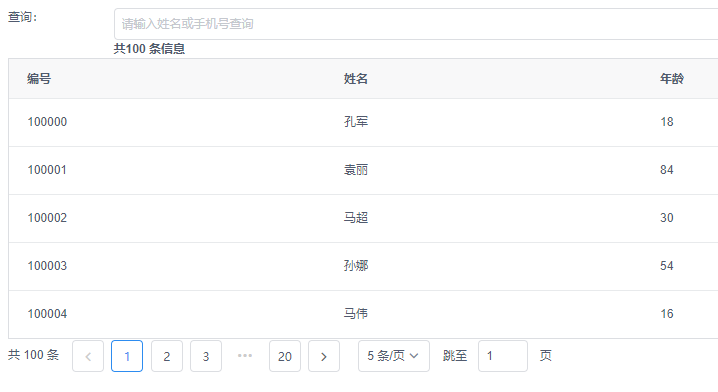 查询：
请输入姓名或手机号查询
共100 条信息
编号 姓名 年龄
100000 孔军 18
100001 袁丽 84
100002 马超 30
100003 孙娜 54
100004 马伟 16
共 100 条 1 2 3 ••• 20 5 条/页 跳至 1 页